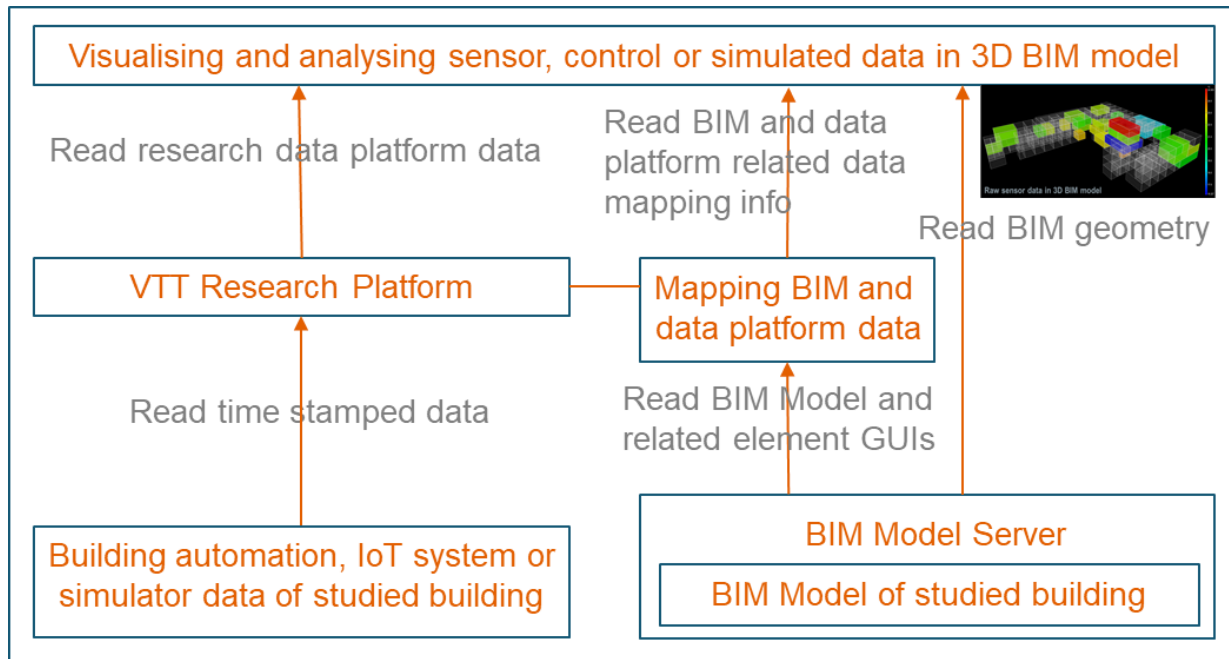 Visualising and analysing sensor, control or simulated data in 3D BIM model
Read research data platform data
Read BIM and data
platform related data
mapping info
Raw sensor data in 3D BIM model
Read BIM geometry
VTT Research Platform
Mapping BIM and
data platform data
Read time stamped data
Read BIM Model and
related element GUIs
Building automation, IoT system or
simulator data of studied building
BIM Model Server
BIM Model of studied building